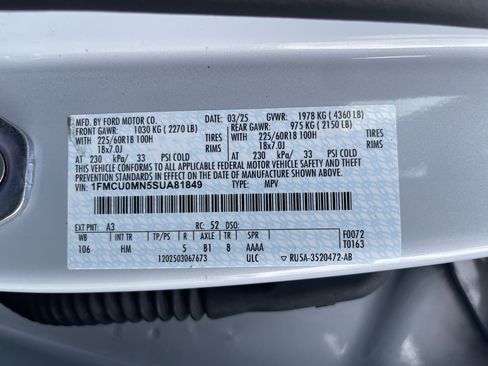 MFD. BY FORD MOTOR CO. 03/25 GVWR: 1978 KG ( 4360 LB)
FRONT GAWR: 1030 KG ( 2270 LB) REAR GAWR: 975 KG ( 2150 LB)
WITH 225/60R18 100H TIRES WITH 225/60R18 100H TIRES
18x7.0J RIMS 18x7.0J RIMS
AT 230 kPa/ 33 PSI COLD AT 230 kPa/ 33 PSI COLD
THIS VEHICLE CONFORMS TO ALL APPLICABLE FEDERAL MOTOR VEHICLE SAFETY AND THEFT
PREVENTION STANDARDS IN EFFECT ON THE DATE OF MANUFACTURE SHOWN ABOVE.
VIN: 1FMCU0MN5SUA81849 TYPE: MPV
EXT PNT: A3 RC: 52 DSO: F0072
WB INT TR TP/PS R AXLE TR SPR T0163
106 HM 5 81 8 AAAA
1202503067673 ULC RU5A-3520472-AB